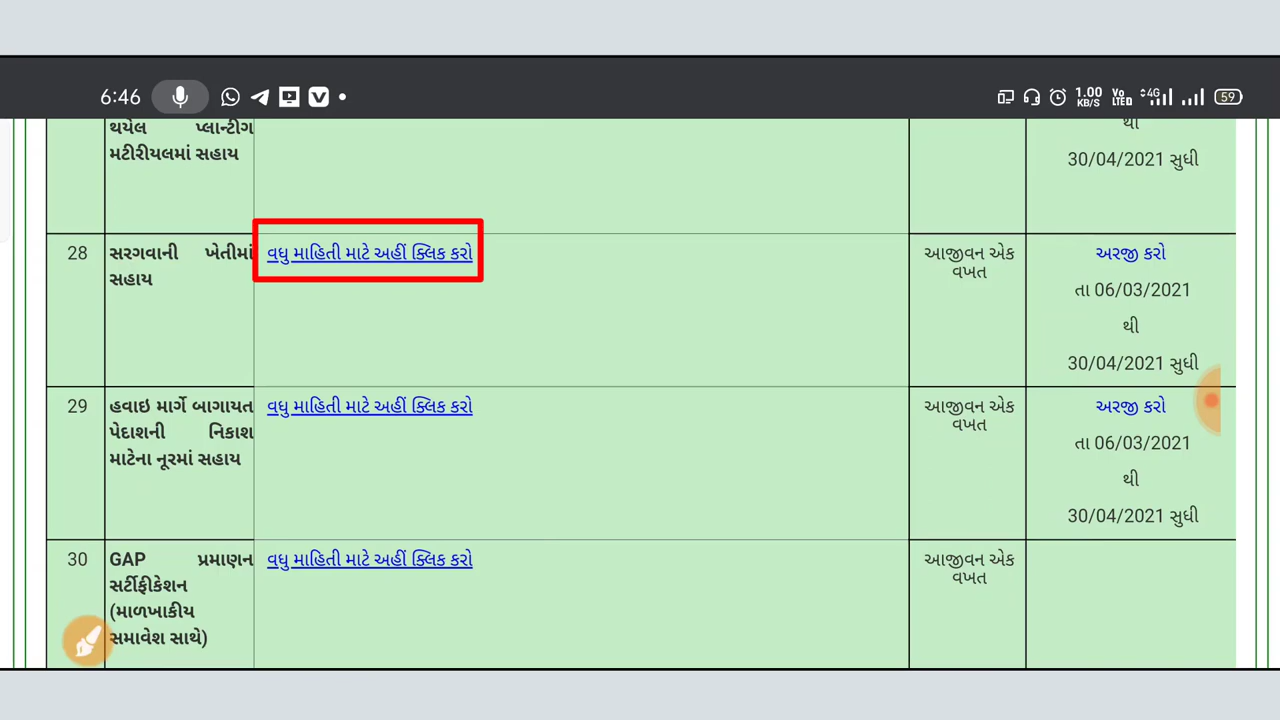 6:46
1.00 KB/S
Vo LTE
4G
59
થયેલ પ્લાન્ટીગ
મટીરીયલમાં સહાય
થી
30/04/2021 સુધી
28
સરગવાની ખેતીમાં
સહાય
વધુ માહિતી માટે અહીં ક્લિક કરો
આજીવન એક
વખત
અરજી કરો
તા 06/03/2021
થી
30/04/2021 સુધી
29
હવાઇ માર્ગે બાગાયત
પેદાશની નિકાશ
માટેના નૂરમાં સહાય
વધુ માહિતી માટે અહીં ક્લિક કરો
આજીવન એક
વખત
અરજી કરો
તા 06/03/2021
થી
30/04/2021 સુધી
30
GAP પ્રમાણન
સર્ટીફીકેશન
(માળખાકીય
સમાવેશ સાથે)
વધુ માહિતી માટે અહીં ક્લિક કરો
આજીવન એક
વખત